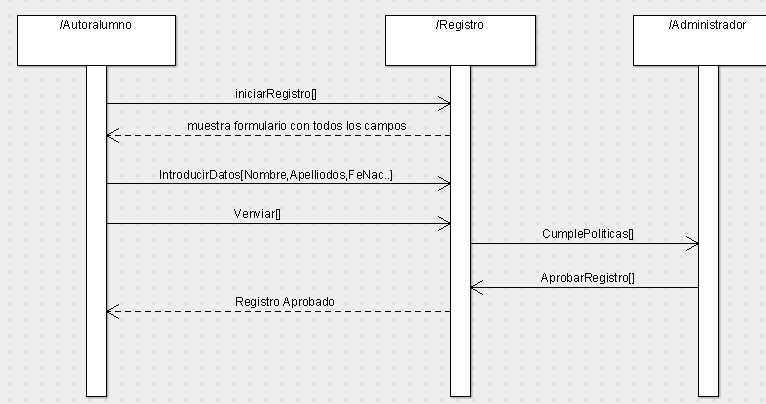 /Autoralumno
/Registro
/Administrador
iniciarRegistro[]
muestra formulario con todos los campos
IntroducirDatos[Nombre,Apelliodos,FeNac..]
Venviar[]
CumplePoliticas[]
AprobarRegistro[]
Registro Aprobado